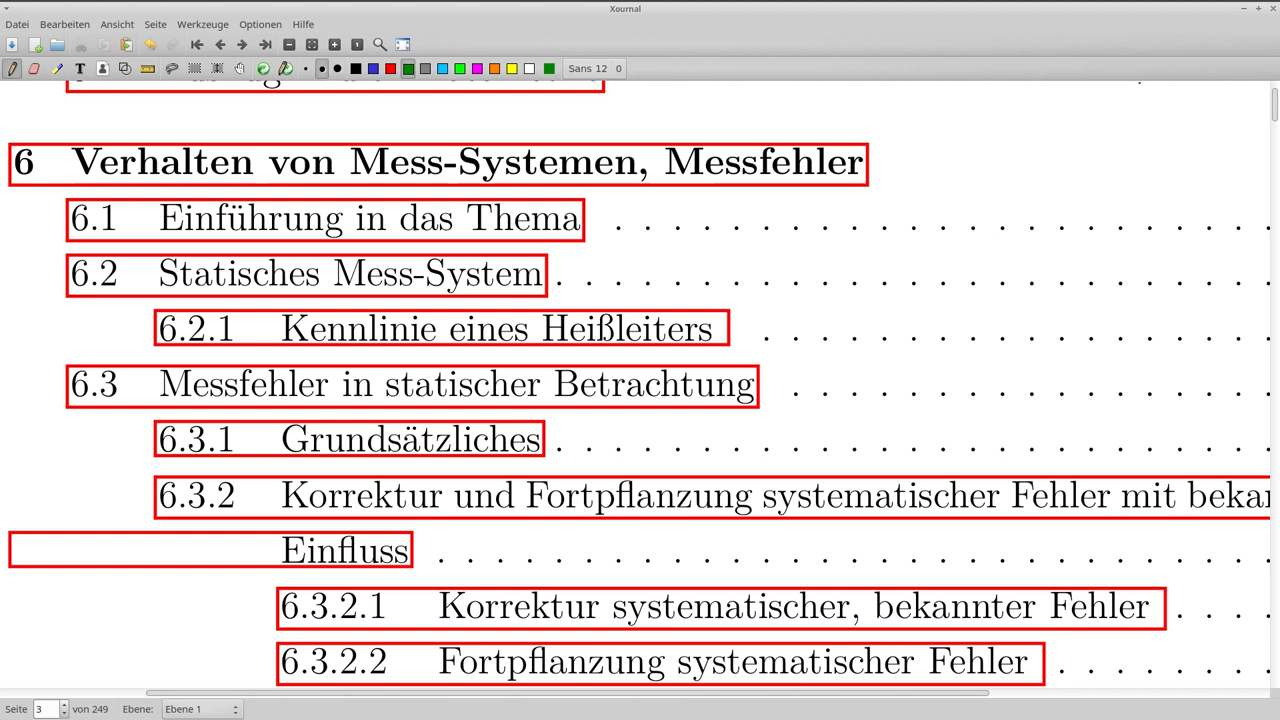 Xournal
Datei Bearbeiten Ansicht Seite Werkzeuge Optionen Hilfe
Sans 12 0
6 Verhalten von Mess-Systemen, Messfehler
6.1 Einführung in das Thema . . . . . . . . . . . . . . . . . . . . . . .
6.2 Statisches Mess-System . . . . . . . . . . . . . . . . . . . . . . . . .
6.2.1 Kennlinie eines Heißleiters . . . . . . . . . . . . . . . . . .
6.3 Messfehler in statischer Betrachtung . . . . . . . . . . . . . . . . .
6.3.1 Grundsätzliches . . . . . . . . . . . . . . . . . . . . . . . . .
6.3.2 Korrektur und Fortpflanzung systematischer Fehler mit
Einfluss . . . . . . . . . . . . . . . . . . . . . . . . . . . . .
6.3.2.1 Korrektur systematischer, bekannter Fehler . . . .
6.3.2.2 Fortpflanzung systematischer Fehler . . . . . . . .
Seite 3 von 249 Ebene: Ebene 1